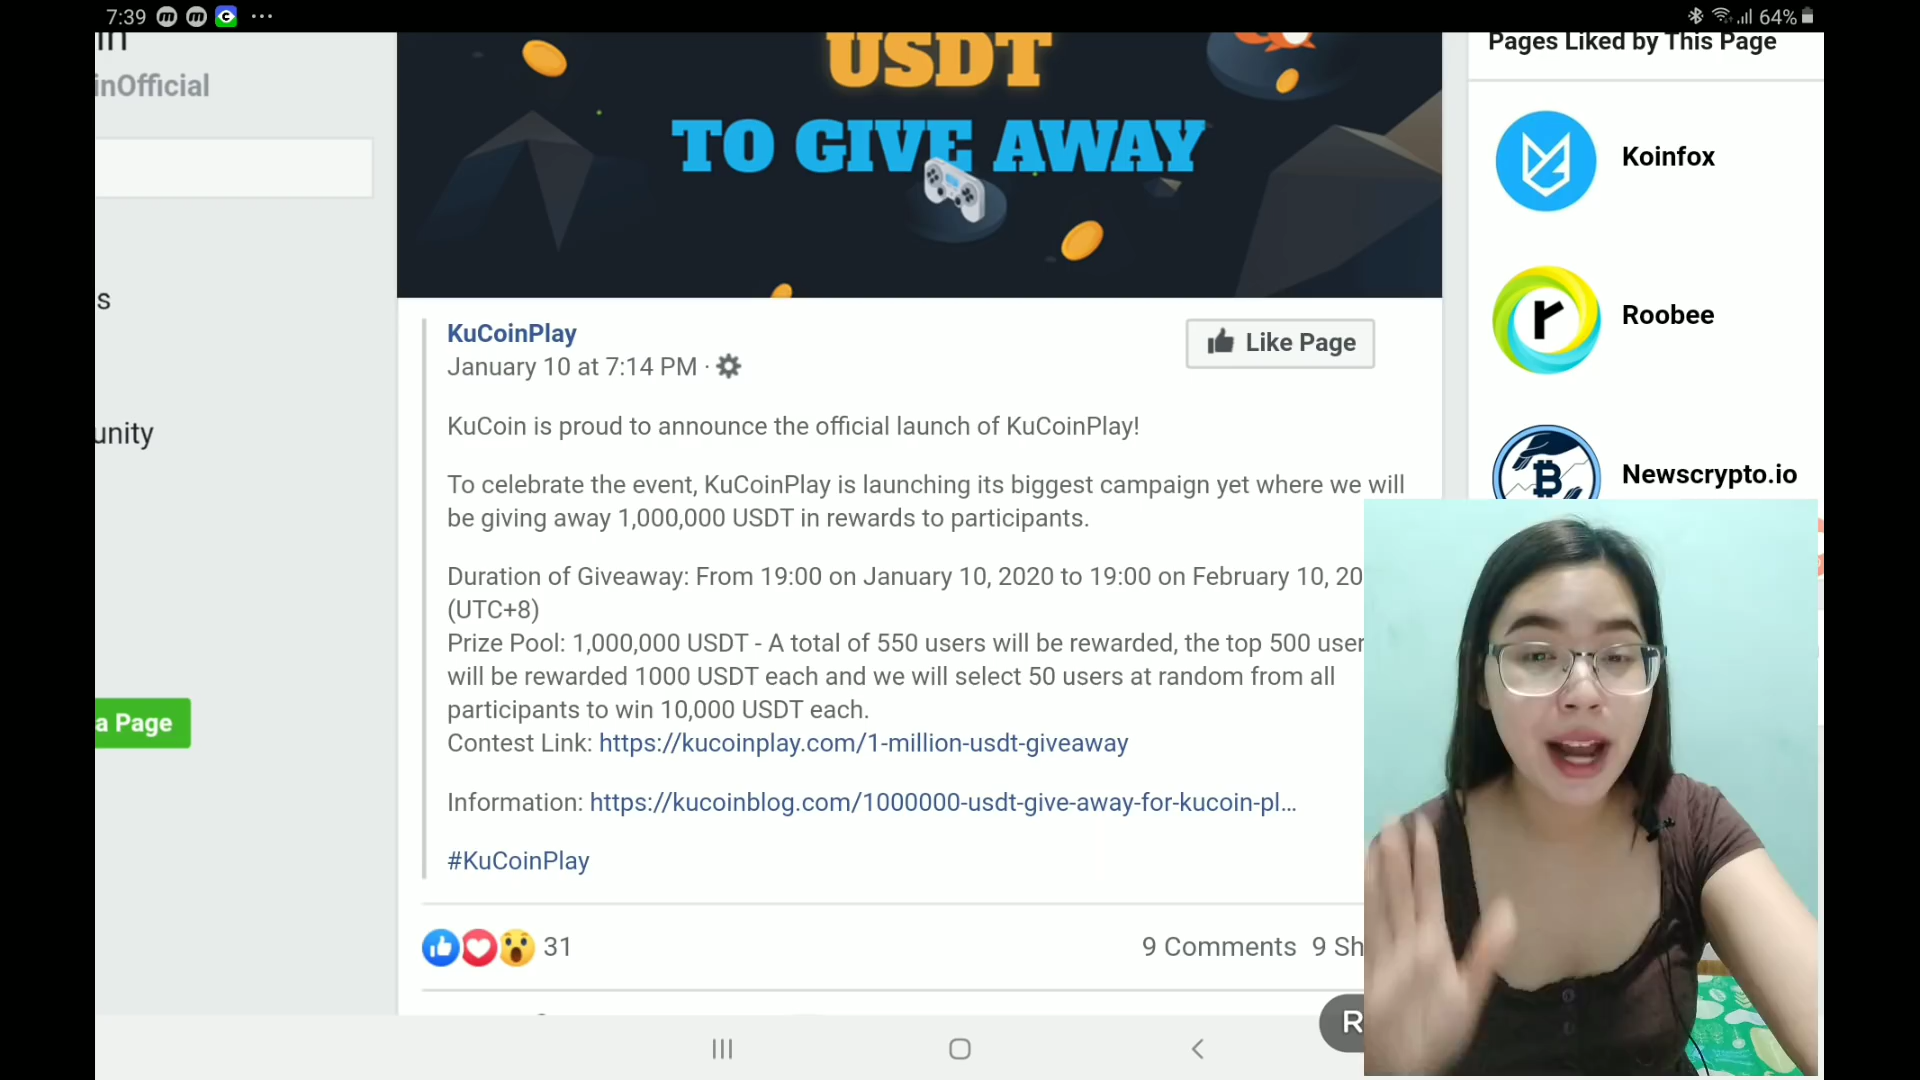 7:39
64%
in
inOfficial
s
unity
a Page
USDT
TO GIVE AWAY
KuCoinPlay
January 10 at 7:14 PM ·
Like Page
KuCoin is proud to announce the official launch of KuCoinPlay!
To celebrate the event, KuCoinPlay is launching its biggest campaign yet where we will
be giving away 1,000,000 USDT in rewards to participants.
Duration of Giveaway: From 19:00 on January 10, 2020 to 19:00 on February 10, 20
(UTC+8)
Prize Pool: 1,000,000 USDT - A total of 550 users will be rewarded, the top 500 user
will be rewarded 1000 USDT each and we will select 50 users at random from all
participants to win 10,000 USDT each.
Contest Link: https://kucoinplay.com/1-million-usdt-giveaway
Information: https://kucoinblog.com/1000000-usdt-give-away-for-kucoin-pl...
#KuCoinPlay
31
9 Comments 9 Sh
R
Pages Liked by This Page
Koinfox
Roobee
Newscrypto.io